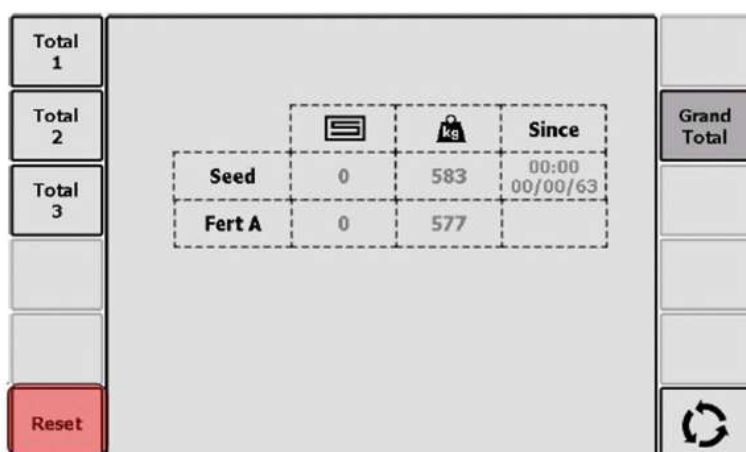 Total
1
Total
2
Total
3
Reset
kg
Since
Seed
0
583
00:00
00/00/63
Fert A
0
577
Grand
Total